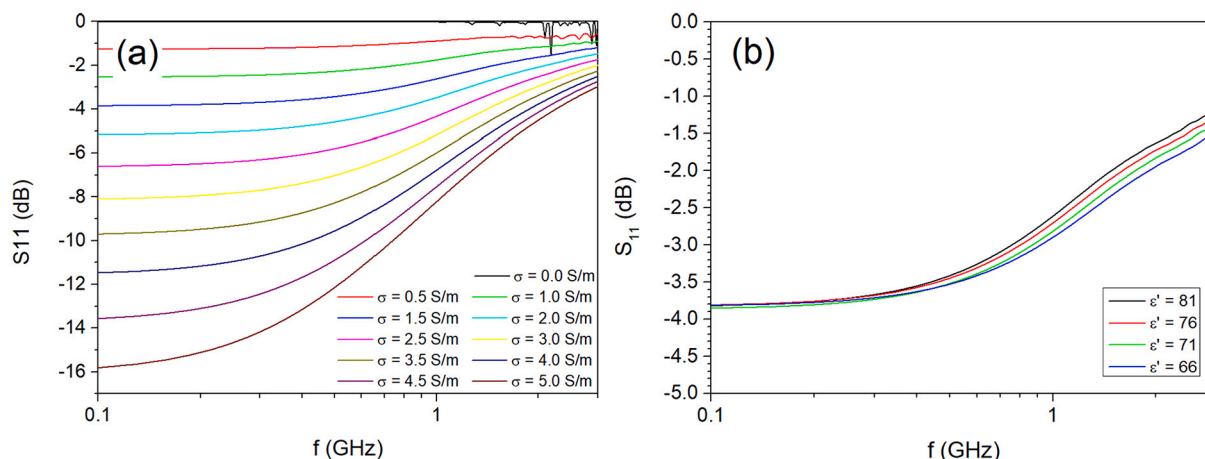 (a)
0
-2
-4
-6
-8
-10
-12
-14
-16
S11 (dB)
σ = 0.0 S/m
σ = 0.5 S/m σ = 1.0 S/m
σ = 1.5 S/m σ = 2.0 S/m
σ = 2.5 S/m σ = 3.0 S/m
σ = 3.5 S/m σ = 4.0 S/m
σ = 4.5 S/m σ = 5.0 S/m
0.1 1
f (GHz)
(b)
0.0
-0.5
-1.0
-1.5
-2.0
-2.5
-3.0
-3.5
-4.0
-4.5
-5.0
S₁₁ (dB)
ε' = 81
ε' = 76
ε' = 71
ε' = 66
0.1 1
f (GHz)